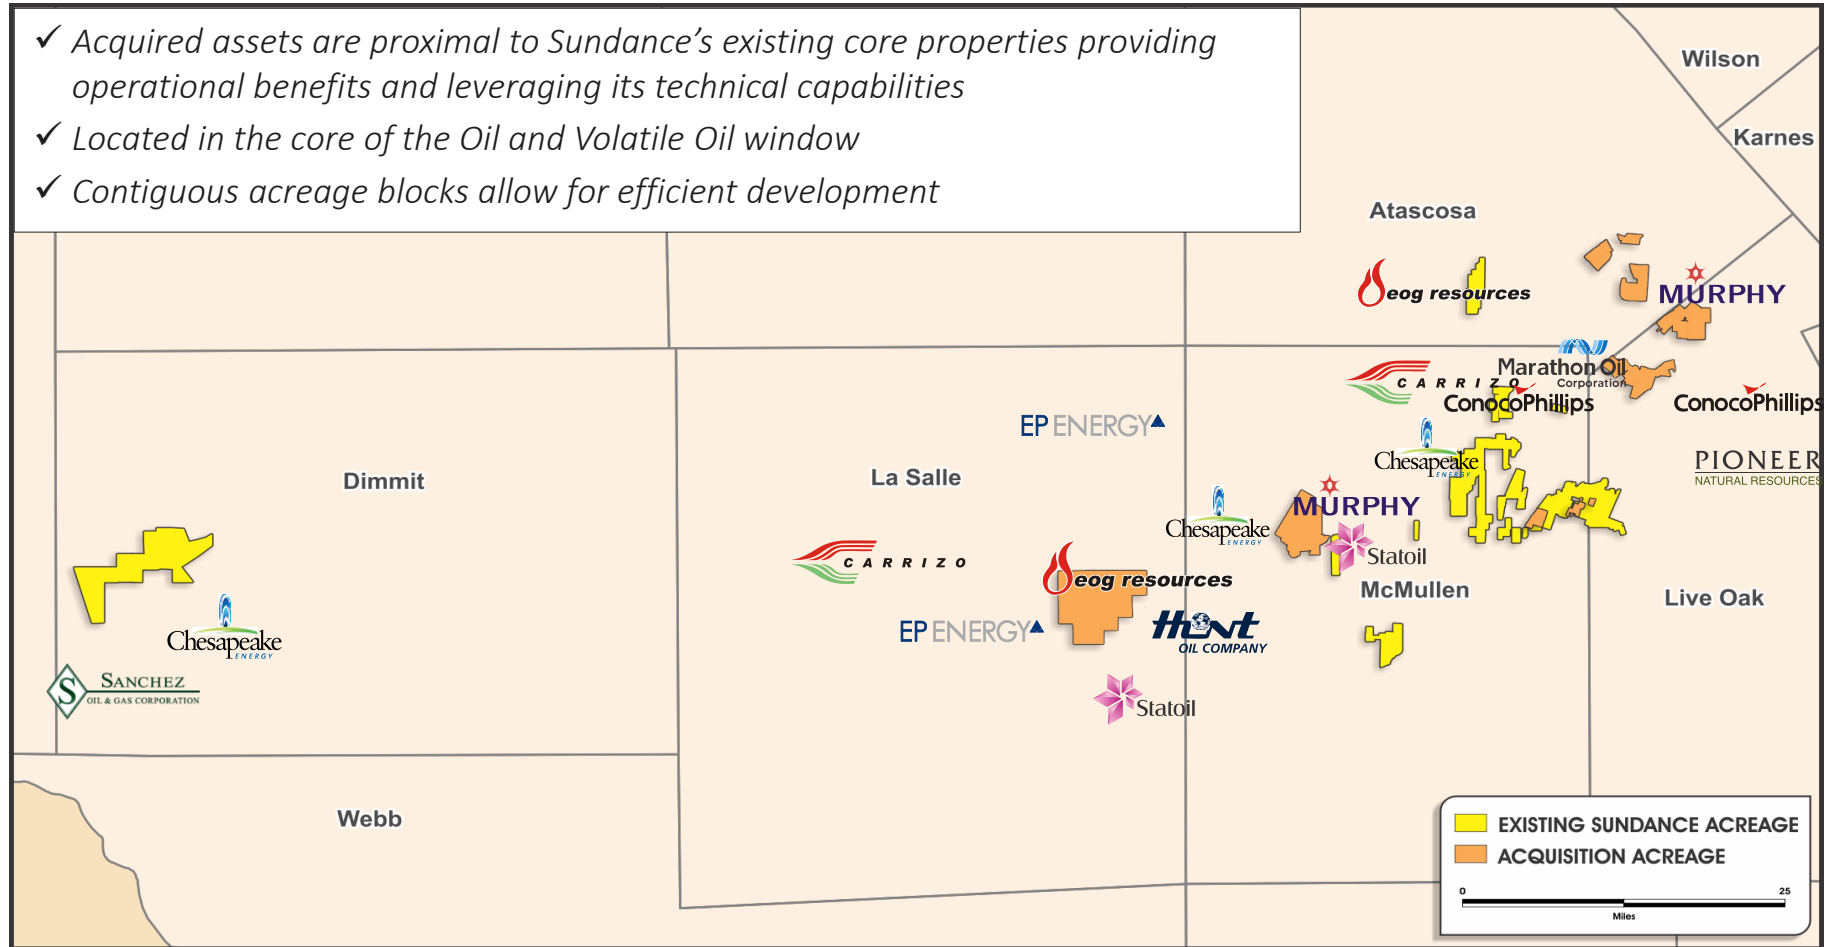 ✓ Acquired assets are proximal to Sundance’s existing core properties providing
operational benefits and leveraging its technical capabilities
✓ Located in the core of the Oil and Volatile Oil window
✓ Contiguous acreage blocks allow for efficient development
Wilson
Karnes
Atascosa
eog resources
MURPHY
Marathon Oil
Corporation
CARRIZO
ConocoPhillips
ConocoPhillips
EP ENERGY
Chesapeake
ENERGY
PIONEER
NATURAL RESOURCES
Dimmit
La Salle
MURPHY
Chesapeake
ENERGY
Statoil
CARRIZO
eog resources
McMullen
Live Oak
EP ENERGY
Hunt
OIL COMPANY
Chesapeake
ENERGY
S SANCHEZ
OIL & GAS CORPORATION
Statoil
Webb
EXISTING SUNDANCE ACREAGE
ACQUISITION ACREAGE
0 25
Miles